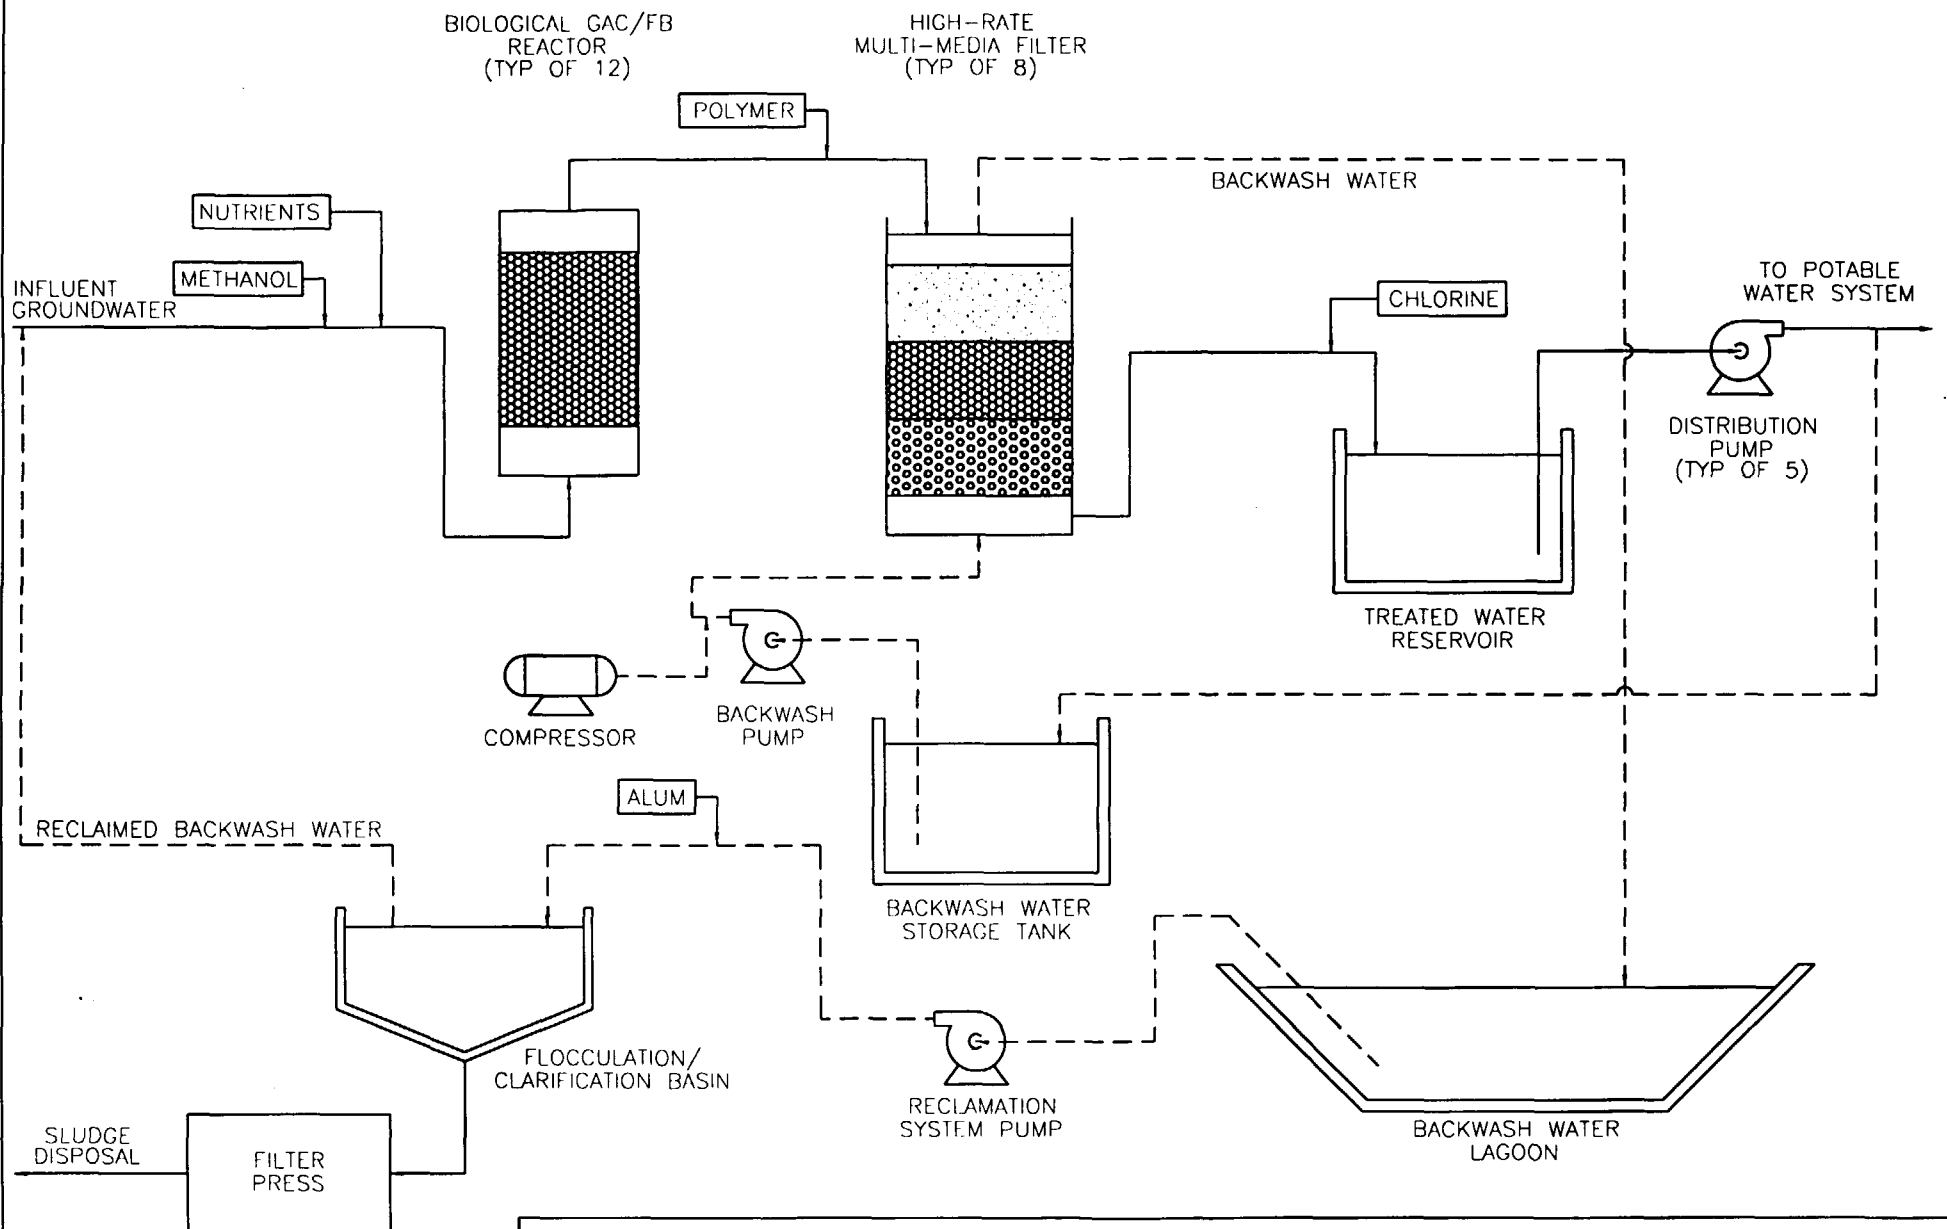 BIOLOGICAL GAC/FB
REACTOR
(TYP OF 12)
HIGH-RATE
MULTI-MEDIA FILTER
(TYP OF 8)
POLYMER
BACKWASH WATER
NUTRIENTS
METHANOL
INFLUENT
GROUNDWATER
CHLORINE
TO POTABLE
WATER SYSTEM
DISTRIBUTION
PUMP
(TYP OF 5)
TREATED WATER
RESERVOIR
COMPRESSOR
BACKWASH
PUMP
ALUM
RECLAIMED BACKWASH WATER
BACKWASH WATER
STORAGE TANK
FLOCCULATION/
CLARIFICATION BASIN
RECLAMATION
SYSTEM PUMP
BACKWASH WATER
LAGOON
SLUDGE
DISPOSAL
FILTER
PRESS